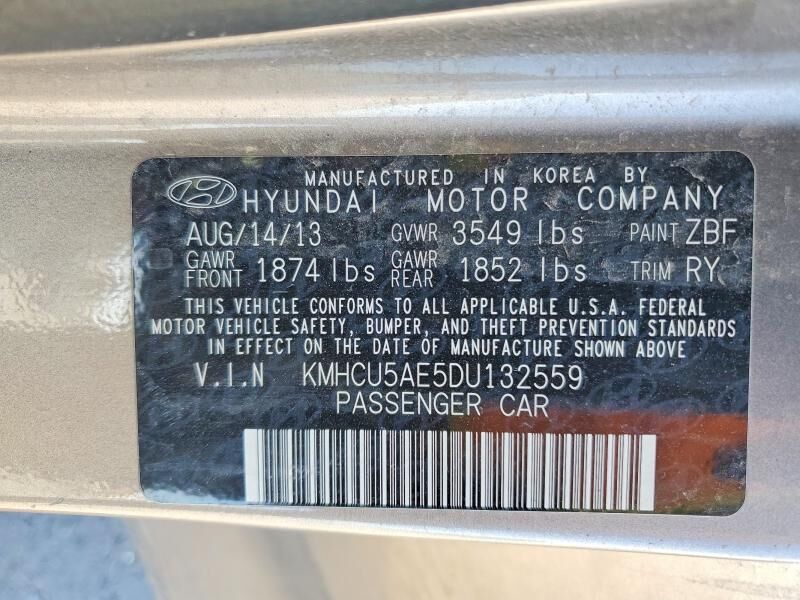 MANUFACTURED IN KOREA BY
HYUNDAI MOTOR COMPANY
AUG/14/13 GVWR 3549 lbs PAINT ZBF
GAWR FRONT 1874 lbs GAWR REAR 1852 lbs TRIM RY
THIS VEHICLE CONFORMS TO ALL APPLICABLE U.S.A. FEDERAL
MOTOR VEHICLE SAFETY, BUMPER, AND THEFT PREVENTION STANDARDS
IN EFFECT ON THE DATE OF MANUFACTURE SHOWN ABOVE
V.I.N KMHCU5AE5DU132559
PASSENGER CAR